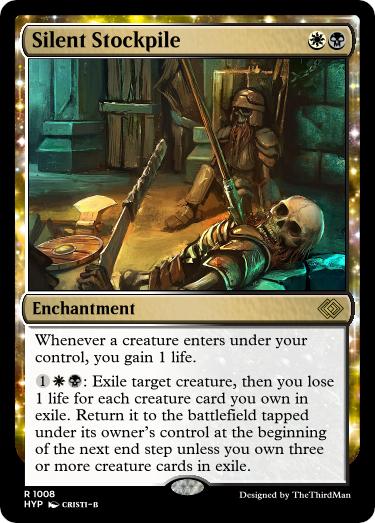 Silent Stockpile
Enchantment
Whenever a creature enters under your
control, you gain 1 life.
1: Exile target creature, then you lose
1 life for each creature card you own in
exile. Return it to the battlefield tapped
under its owner's control at the beginning
of the next end step unless you own three
or more creature cards in exile.
R 1008
HYP CRISTI-B
Designed by TheThirdMan